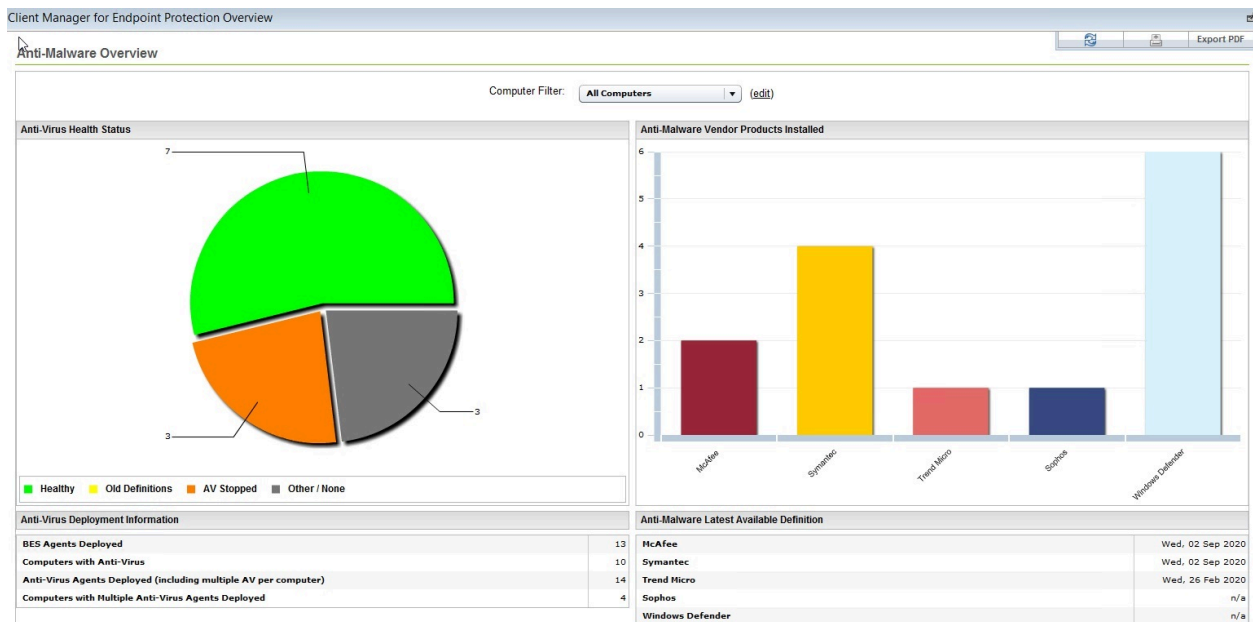 Client Manager for Endpoint Protection Overview
Anti-Malware Overview
Export PDF
Computer Filter: All Computers (edit)
Anti-Virus Health Status
7
3
3
Healthy Old Definitions AV Stopped Other / None
Anti-Malware Vendor Products Installed
6
5
4
3
2
1
0
McAfee
Symantec
Trend Micro
Sophos
Windows Defender
Anti-Virus Deployment Information
BES Agents Deployed 13
Computers with Anti-Virus 10
Anti-Virus Agents Deployed (including multiple AV per computer) 14
Computers with Multiple Anti-Virus Agents Deployed 4
Anti-Malware Latest Available Definition
McAfee Wed, 02 Sep 2020
Symantec Wed, 02 Sep 2020
Trend Micro Wed, 26 Feb 2020
Sophos n/a
Windows Defender n/a